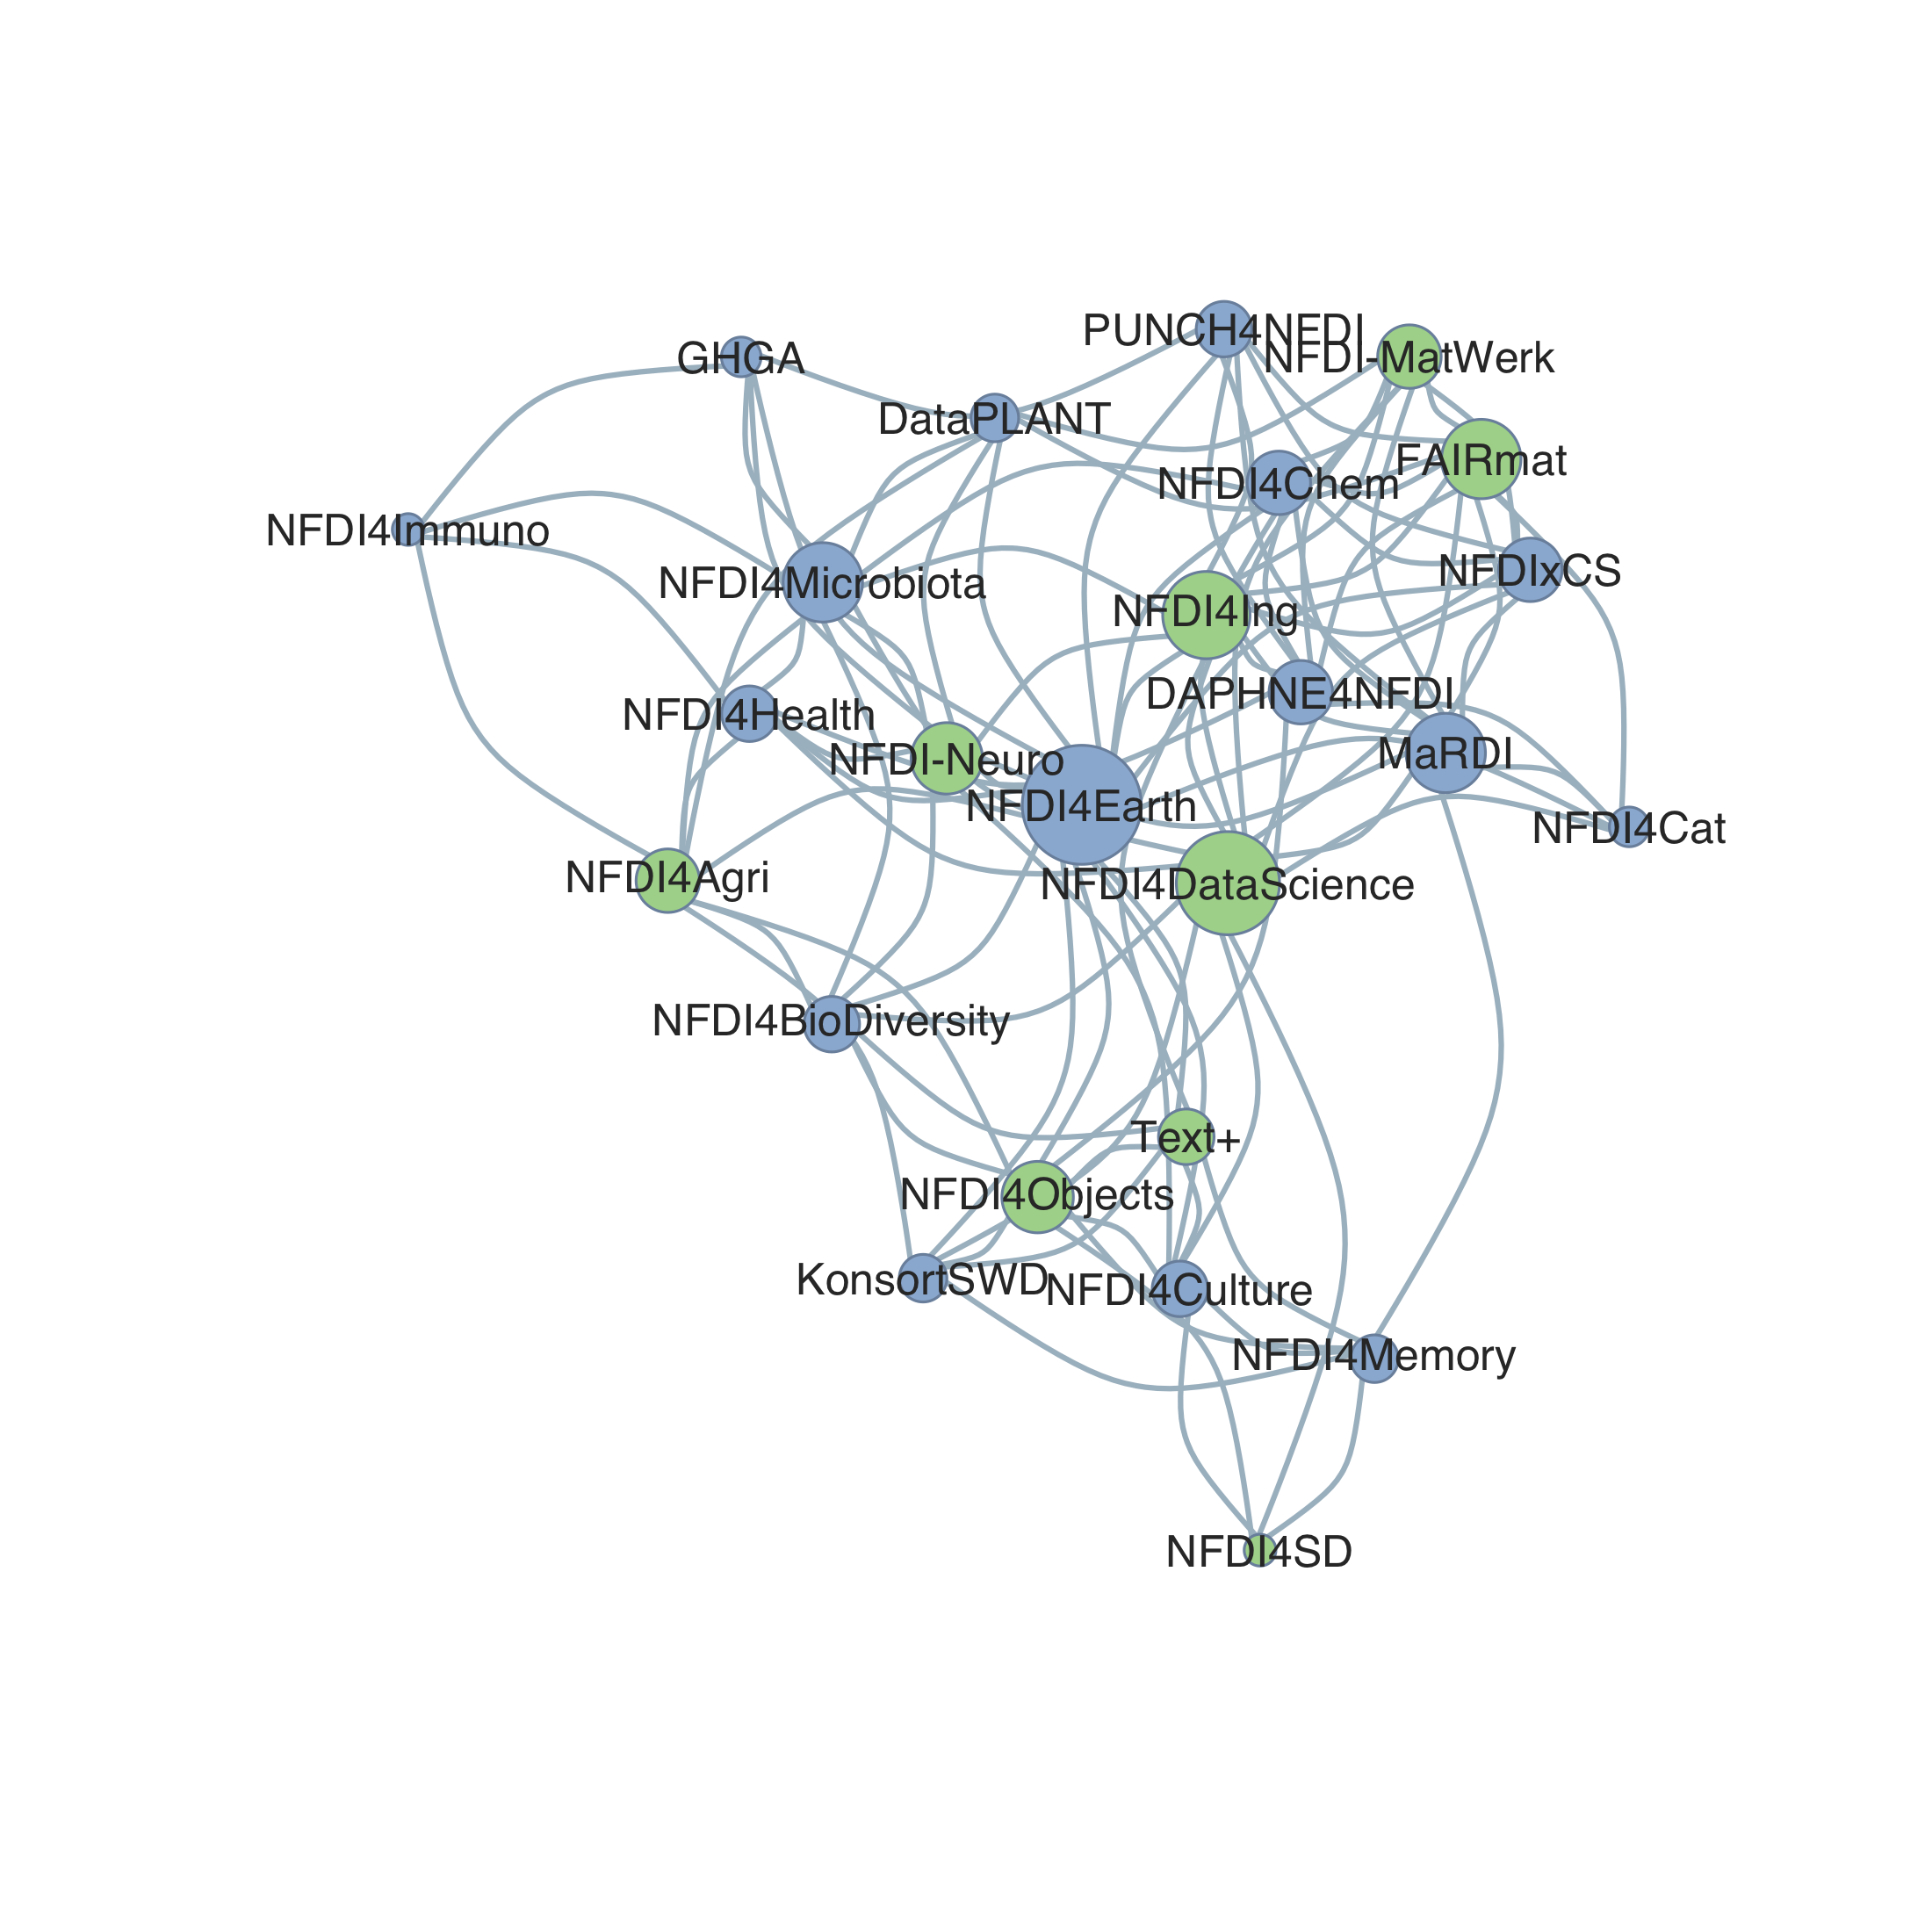 PUNCH4NFDI
GHGA
NFDI-MatWerk
DataPLANT
FAIRmat
NFDI4Chem
NFDI4Immuno
NFDIxCS
NFDI4Microbiota
NFDI4Ing
DAPHNE4NFDI
NFDI4Health
MaRDI
NFDI-Neuro
NFDI4Earth
NFDI4Cat
NFDI4Agri
NFDI4DataScience
NFDI4BioDiversity
Text+
NFDI4Objects
KonsortSWD
NFDI4Culture
NFDI4Memory
NFDI4SD